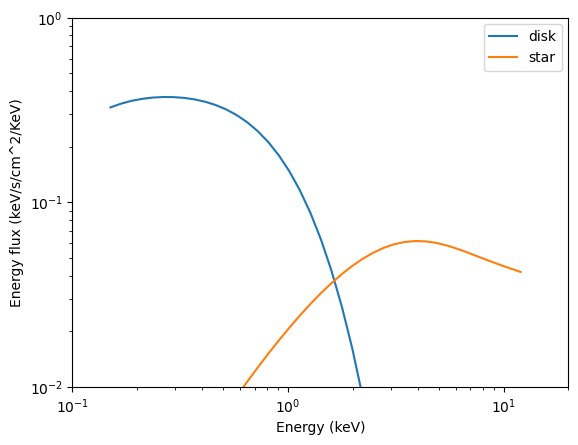 disk
star
Energy flux (keV/s/cm^2/KeV)
10^0
10^-1
10^-2
10^-1
10^0
10^1
Energy (keV)